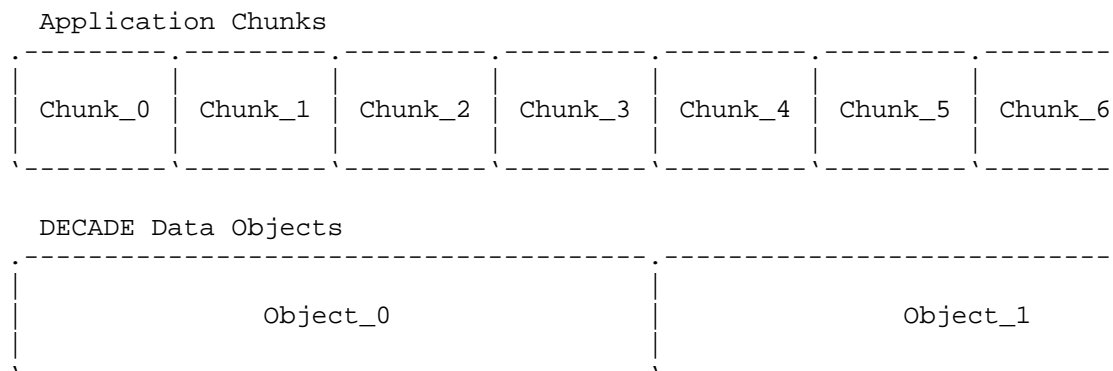 Application Chunks
Chunk_0 Chunk_1 Chunk_2 Chunk_3 Chunk_4 Chunk_5 Chunk_6
DECADE Data Objects
Object_0 Object_1